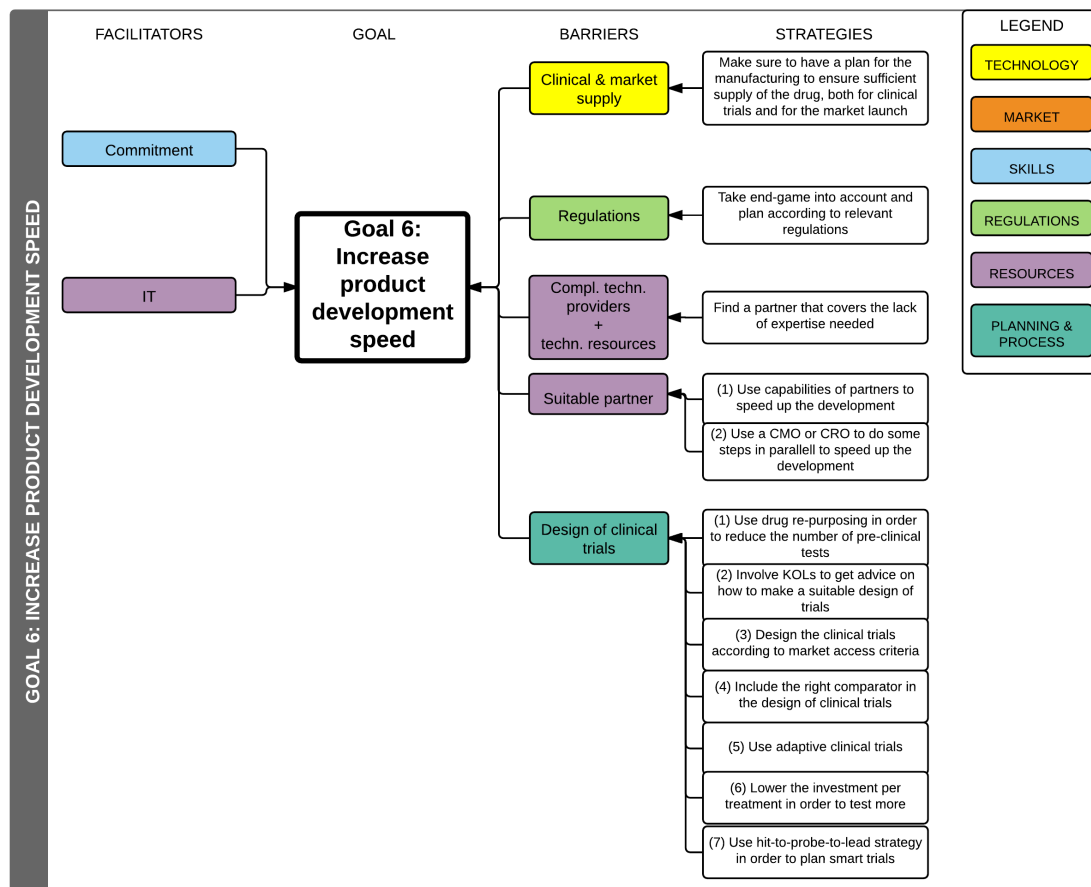 FACILITATORS
GOAL
BARRIERS
STRATEGIES
LEGEND
GOAL 6: INCREASE PRODUCT DEVELOPMENT SPEED
Commitment
IT
Goal 6:
Increase
product
development
speed
Clinical & market
supply
Make sure to have a plan for the
manufacturing to ensure sufficient
supply of the drug, both for clinical
trials and for the market launch
Regulations
Take end-game into account and
plan according to relevant
regulations
Compl. techn.
providers
+
techn. resources
Find a partner that covers the lack
of expertise needed
Suitable partner
(1) Use capabilities of partners to
speed up the development
(2) Use a CMO or CRO to do some
steps in parallell to speed up the
development
Design of clinical
trials
(1) Use drug re-purposing in order
to reduce the number of pre-clinical
tests
(2) Involve KOLs to get advice on
how to make a suitable design of
trials
(3) Design the clinical trials
according to market access criteria
(4) Include the right comparator in
the design of clinical trials
(5) Use adaptive clinical trials
(6) Lower the investment per
treatment in order to test more
(7) Use hit-to-probe-to-lead strategy
in order to plan smart trials
TECHNOLOGY
MARKET
SKILLS
REGULATIONS
RESOURCES
PLANNING &
PROCESS